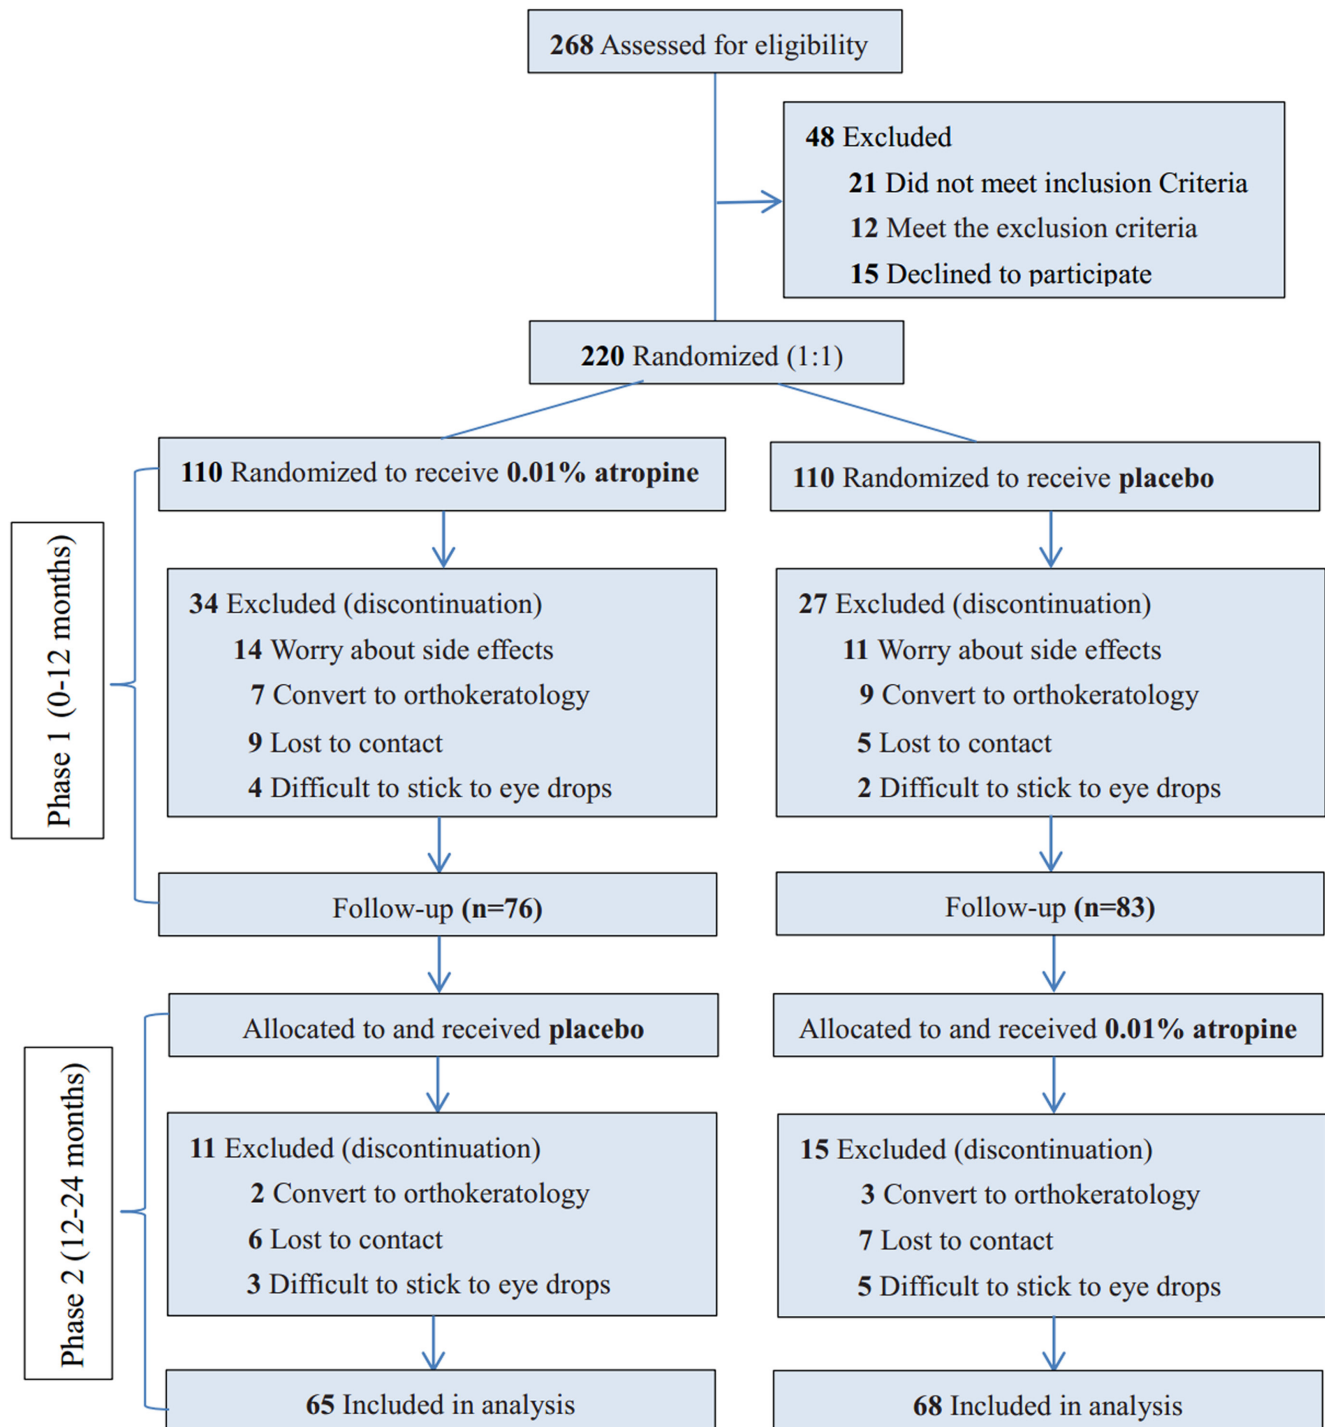 268 Assessed for eligibility
48 Excluded
21 Did not meet inclusion Criteria
12 Meet the exclusion criteria
15 Declined to participate
220 Randomized (1:1)
Phase 1 (0-12 months)
110 Randomized to receive 0.01% atropine
34 Excluded (discontinuation)
14 Worry about side effects
7 Convert to orthokeratology
9 Lost to contact
4 Difficult to stick to eye drops
Follow-up (n=76)
110 Randomized to receive placebo
27 Excluded (discontinuation)
11 Worry about side effects
9 Convert to orthokeratology
5 Lost to contact
2 Difficult to stick to eye drops
Follow-up (n=83)
Phase 2 (12-24 months)
Allocated to and received placebo
11 Excluded (discontinuation)
2 Convert to orthokeratology
6 Lost to contact
3 Difficult to stick to eye drops
65 Included in analysis
Allocated to and received 0.01% atropine
15 Excluded (discontinuation)
3 Convert to orthokeratology
7 Lost to contact
5 Difficult to stick to eye drops
68 Included in analysis